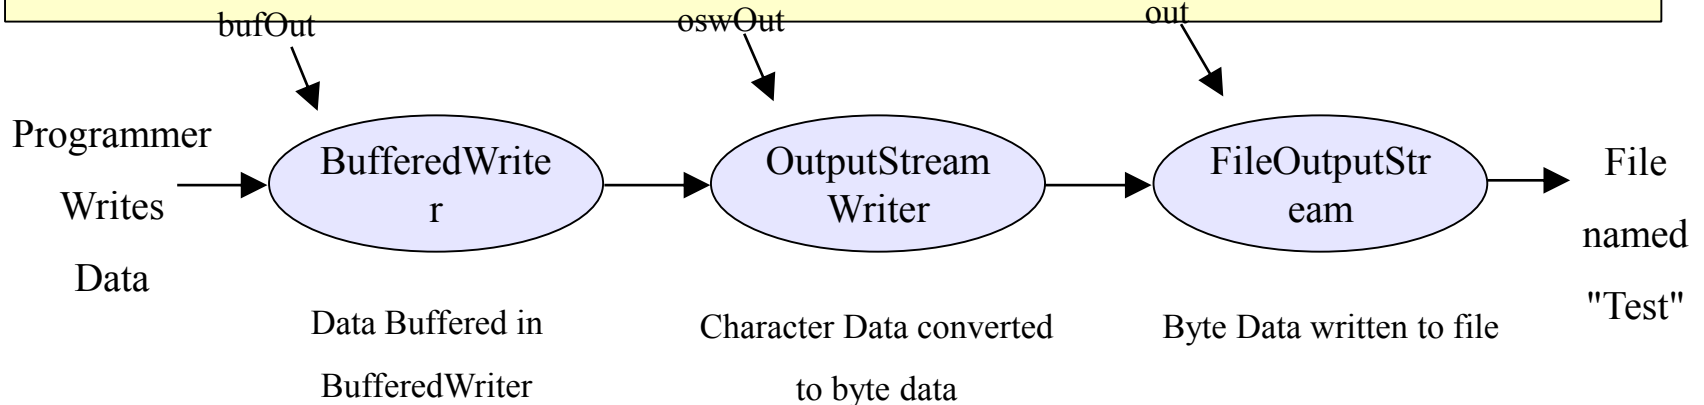 bufOut
oswOut
out
Programmer
Writes
Data
BufferedWrite
r
OutputStream
Writer
FileOutputStr
eam
File
named
"Test"
Data Buffered in
BufferedWriter
Character Data converted
to byte data
Byte Data written to file